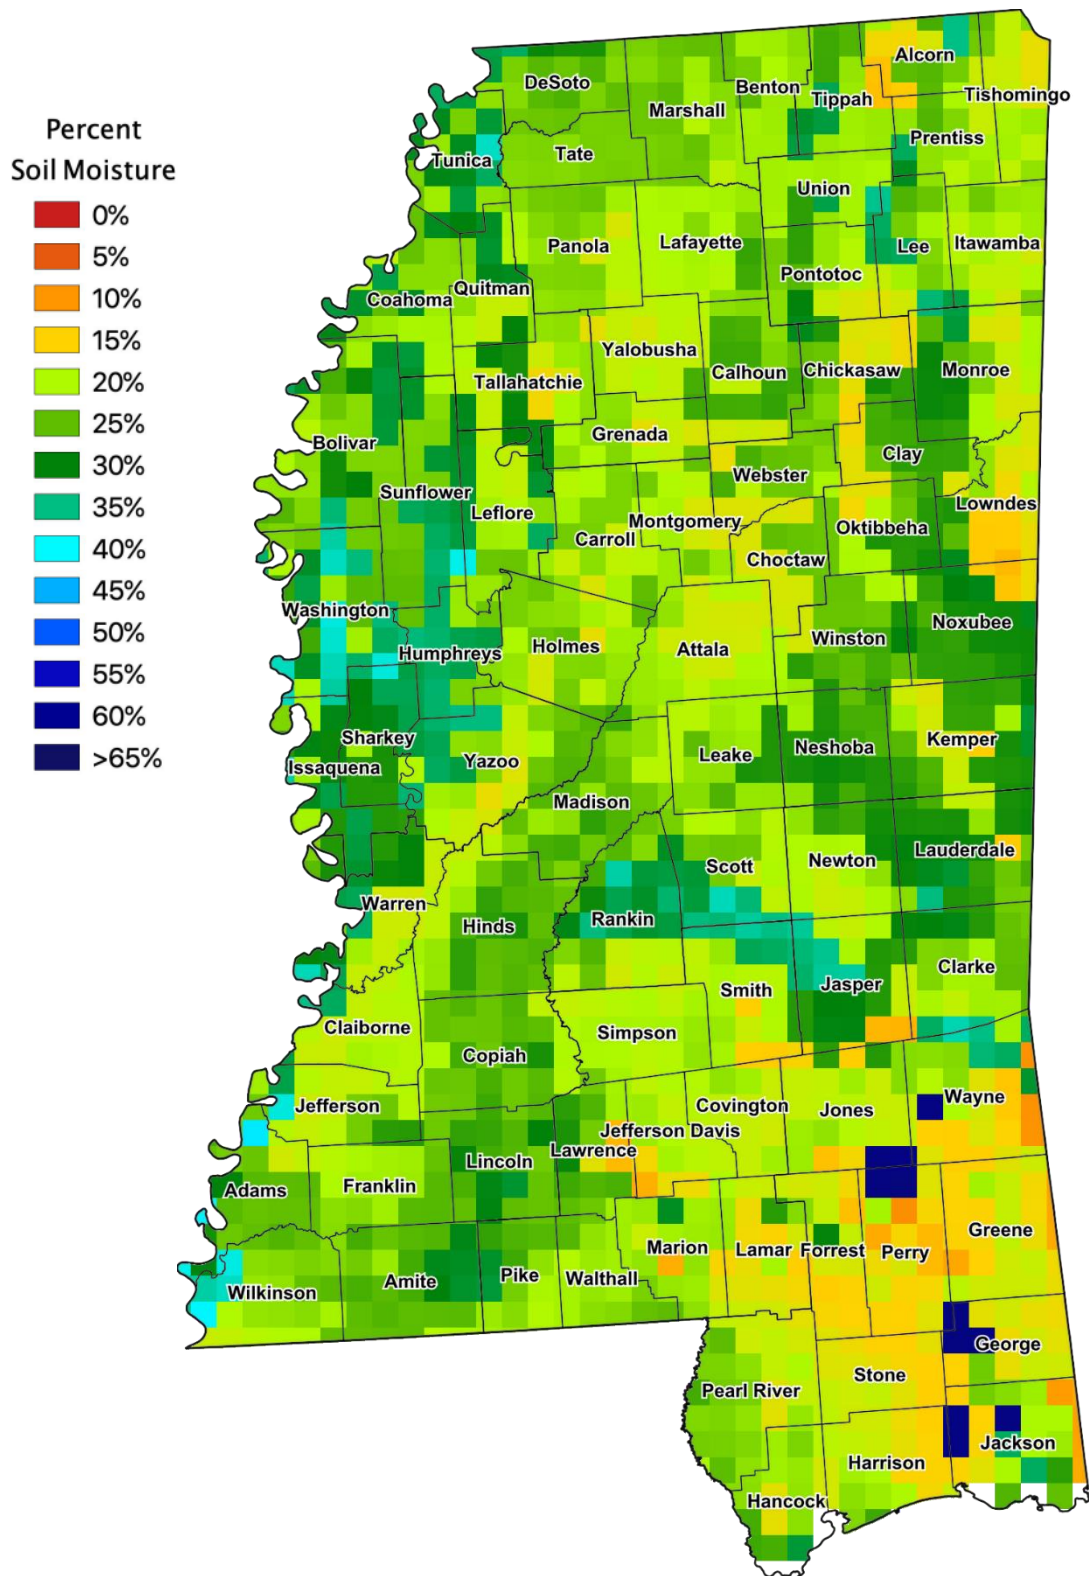 Percent
Soil Moisture
0%
5%
10%
15%
20%
25%
30%
35%
40%
45%
50%
55%
60%
>65%
Alcorn
DeSoto
Benton
Tippah
Tishomingo
Marshall
Prentiss
Tunica
Tate
Union
Panola
Lafayette
Lee
Itawamba
Pontotoc
Quitman
Coahoma
Yalobusha
Tallahatchie
Calhoun
Chickasaw
Monroe
Bolivar
Grenada
Clay
Webster
Sunflower
Leflore
Montgomery
Oktibbeha
Lowndes
Carroll
Choctaw
Washington
Humphreys
Holmes
Attala
Winston
Noxubee
Sharkey
Issaquena
Yazoo
Leake
Neshoba
Kemper
Madison
Scott
Newton
Lauderdale
Warren
Hinds
Rankin
Clarke
Smith
Jasper
Claiborne
Simpson
Copiah
Jefferson
Covington
Jones
Wayne
Jefferson Davis
Lawrence
Lincoln
Adams
Franklin
Greene
Marion
Lamar
Forrest
Perry
Wilkinson
Amite
Pike
Walthall
George
Stone
Pearl River
Jackson
Harrison
Hancock